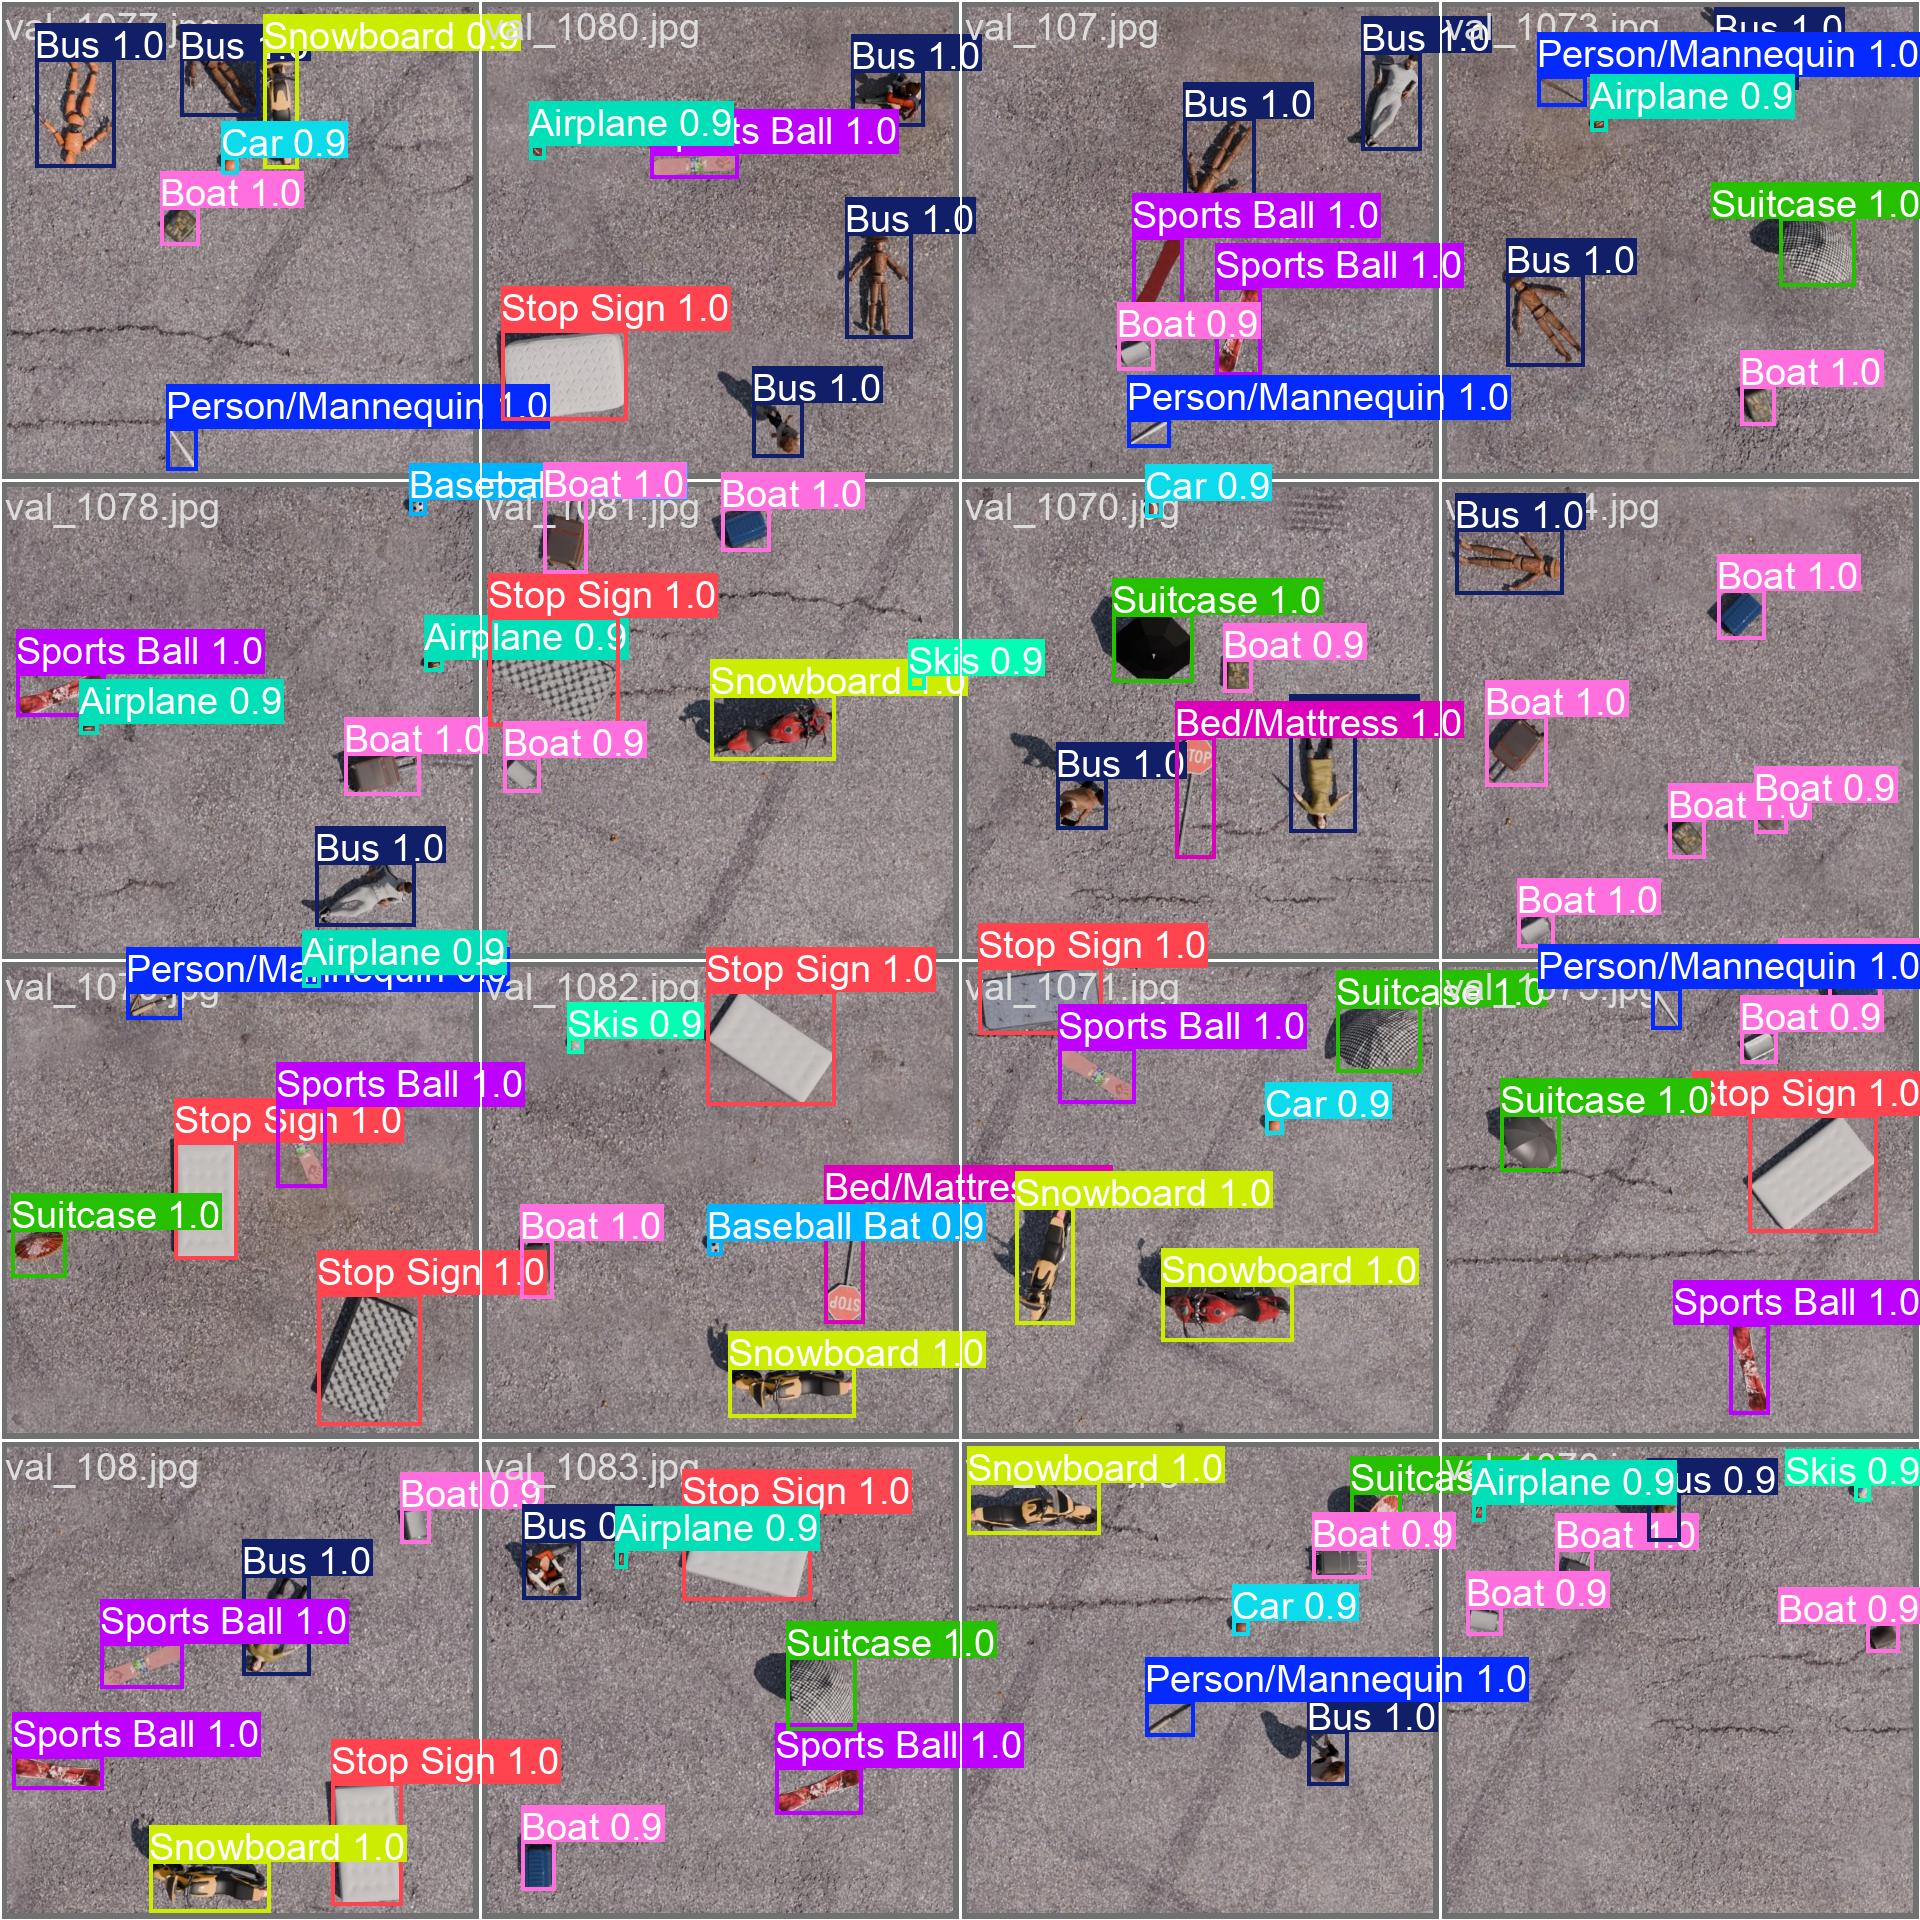 val_1077.jpg
Bus 1.0
Bus 1.0
Snowboard 0.9
Car 0.9
Boat 1.0
Person/Mannequin 1.0
val_1080.jpg
Bus 1.0
Airplane 0.9
Sports Ball 1.0
Bus 1.0
Stop Sign 1.0
Bus 1.0
val_107.jpg
Bus 1.0
Bus 1.0
Sports Ball 1.0
Sports Ball 1.0
Boat 0.9
Person/Mannequin 1.0
val_1073.jpg
Bus 1.0
Person/Mannequin 1.0
Airplane 0.9
Suitcase 1.0
Bus 1.0
Boat 1.0
val_1078.jpg
Sports Ball 1.0
Airplane 0.9
Airplane 0.9
Boat 1.0
Bus 1.0
val_1081.jpg
Boat 1.0
Boat 1.0
Stop Sign 1.0
Skis 0.9
Snowboard 1.0
Boat 0.9
val_1070.jpg
Car 0.9
Suitcase 1.0
Boat 0.9
Bed/Mattress 1.0
STOP
Bus 1.0
4.jpg
Bus 1.0
Boat 1.0
Boat 1.0
Boat 0.9
Boat 1.0
Boat 1.0
Person/Mannequin 0.9
Airplane 0.9
Sports Ball 1.0
Stop Sign 1.0
Suitcase 1.0
Stop Sign 1.0
val_1082.jpg
Stop Sign 1.0
Skis 0.9
Boat 1.0
Baseball Bat 0.9
STOP
Snowboard 1.0
val_1071.jpg
Stop Sign 1.0
Suitcase 1.0
Sports Ball 1.0
Car 0.9
Snowboard 1.0
Snowboard 1.0
Person/Mannequin 1.0
Boat 0.9
Stop Sign 1.0
Suitcase 1.0
Sports Ball 1.0
val_108.jpg
Boat 0.9
Bus 1.0
Sports Ball 1.0
Sports Ball 1.0
Stop Sign 1.0
Snowboard 1.0
val_1083.jpg
Stop Sign 1.0
Airplane 0.9
Suitcase 1.0
Sports Ball 1.0
Boat 0.9
Snowboard 1.0
Boat 0.9
Car 0.9
Person/Mannequin 1.0
Bus 1.0
Airplane 0.9
Bus 0.9
Skis 0.9
Boat 1.0
Boat 0.9
Boat 0.9